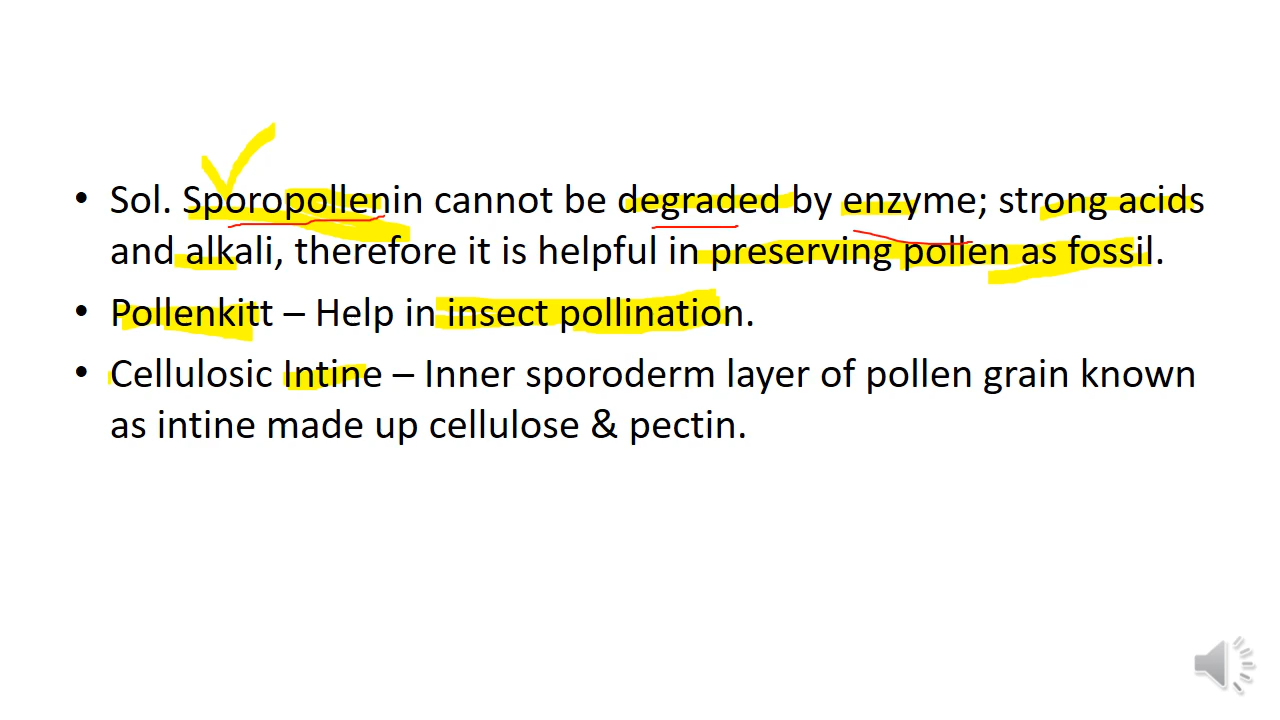 • Sol. Sporopollenin cannot be degraded by enzyme; strong acids
and alkali, therefore it is helpful in preserving pollen as fossil.
• Pollenkitt – Help in insect pollination.
• Cellulosic Intine – Inner sporoderm layer of pollen grain known
as intine made up cellulose & pectin.